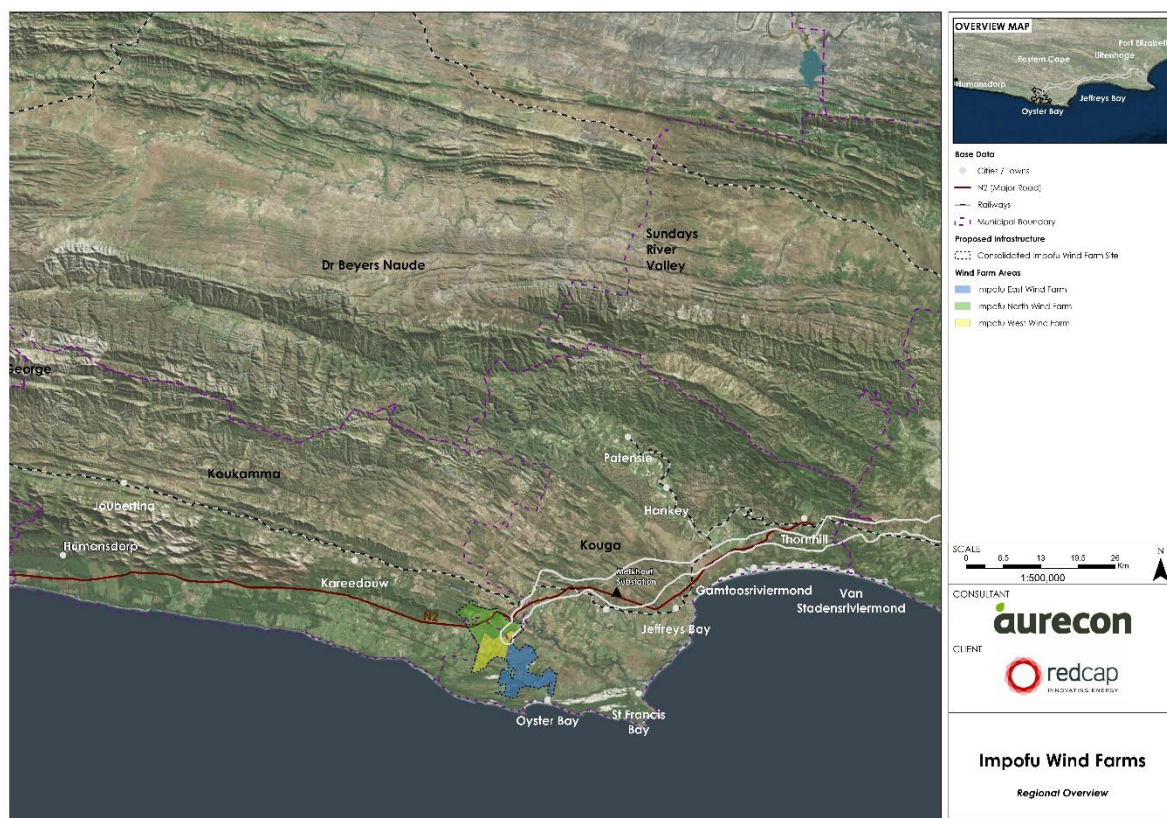 Dr Beyers Naude
Sundays
River
Valley
George
Koukamma
Joubertina
Humansdorp
Kareedouw
N2
Patensie
Hankey
Kouga
Melkhout
Substation
Thornhill
Gamtoosriviermond
Van
Stadensriviermond
Jeffreys Bay
Oyster Bay
St Francis
Bay
OVERVIEW MAP
Port Elizabeth
Uitenhage
Eastern Cape
Humansdorp
Jeffreys Bay
Oyster Bay
Base Data
Cities / Towns
N2 (Major Road)
Railways
Municipal Boundary
Proposed Infrastructure
Consolidated Impofu Wind Farm Site
Wind Farm Areas
Impofu East Wind Farm
Impofu North Wind Farm
Impofu West Wind Farm
SCALE
N
0 6.5 13 19.5 26
Km
1:500,000
CONSULTANT
aurecon
CLIENT
redcap
INNOVATING ENERGY
Impofu Wind Farms
Regional Overview